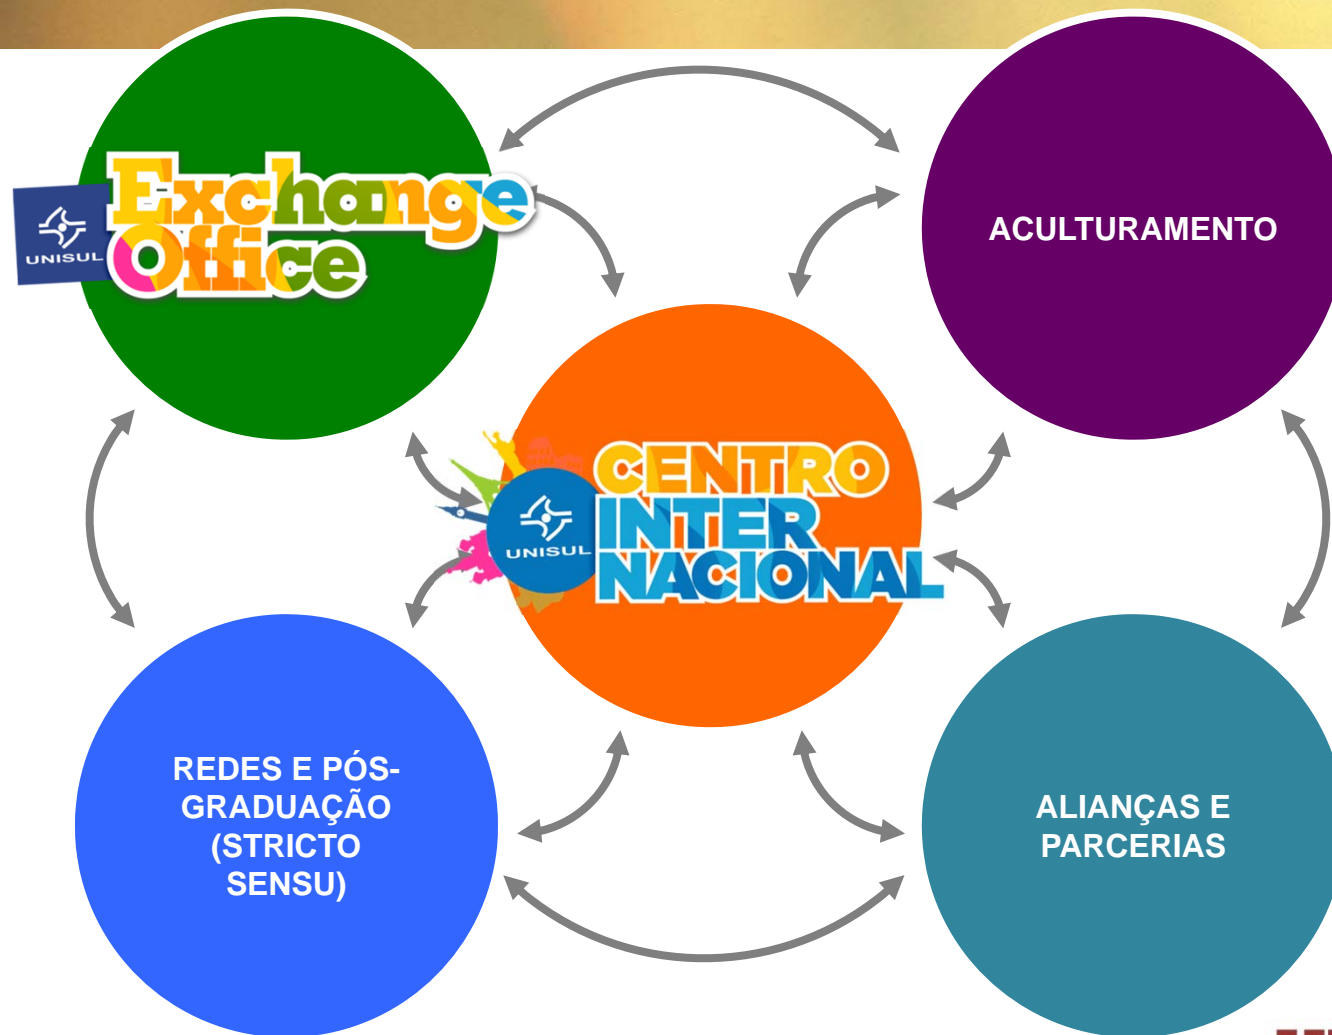 Exchange
Office
UNISUL
ACULTURAMENTO
CENTRO
INTER
NACIONAL
UNISUL
REDES E PÓS-
GRADUAÇÃO
(STRICTO
SENSU)
ALIANÇAS E
PARCERIAS